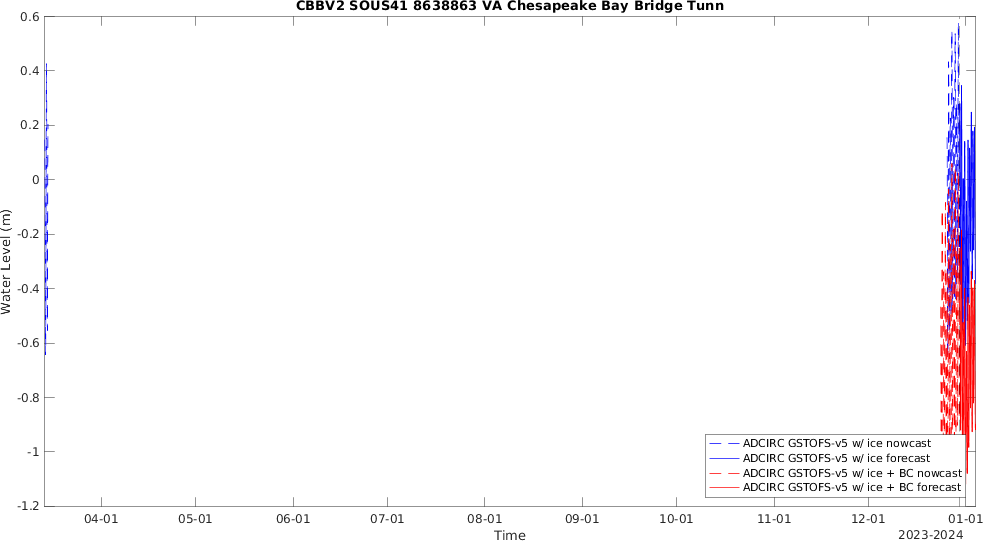 CBBV2 SOUS41 8638863 VA Chesapeake Bay Bridge Tunn
0.6
0.4
0.2
0
-0.2
-0.4
-0.6
-0.8
-1
-1.2
Water Level (m)
ADCIRC GSTOFS-v5 w/ ice nowcast
ADCIRC GSTOFS-v5 w/ ice forecast
ADCIRC GSTOFS-v5 w/ ice + BC nowcast
ADCIRC GSTOFS-v5 w/ ice + BC forecast
04-01 05-01 06-01 07-01 08-01 09-01 10-01 11-01 12-01 01-01
Time
2023-2024